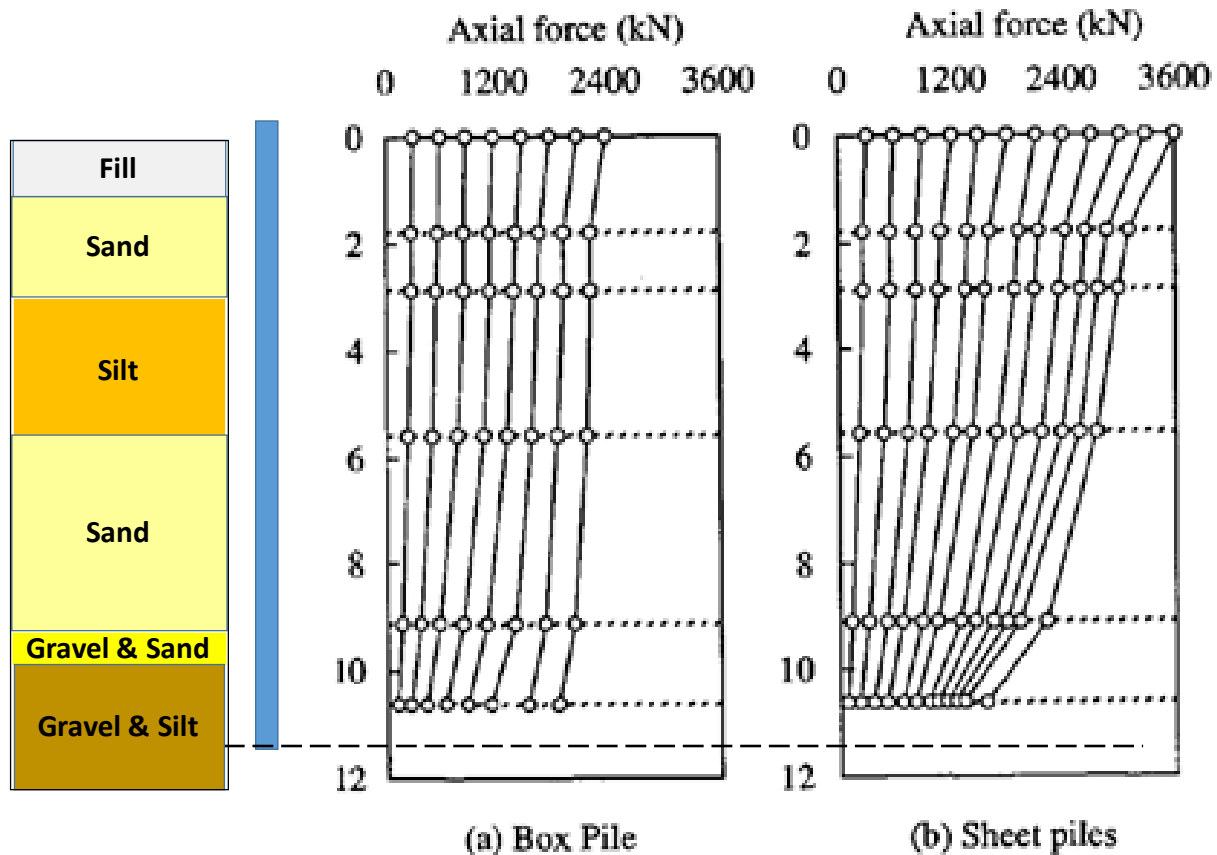 Axial force (kN)
0 1200 2400 3600
Axial force (kN)
0 1200 2400 3600
Fill
Sand
Silt
Sand
Gravel & Sand
Gravel & Silt
0
2
4
6
8
10
12
0
2
4
6
8
10
12
(a) Box Pile
(b) Sheet piles